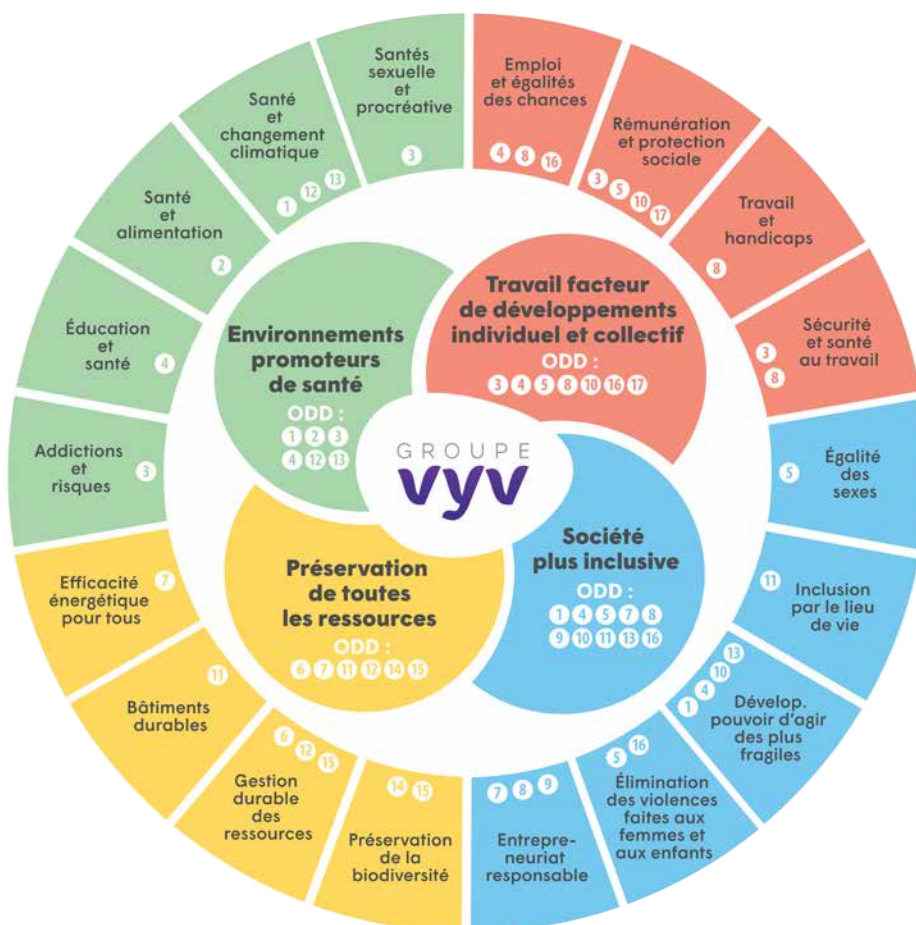 Santés
sexuelle
et
procréative
3
Emploi
et égalités
des chances
4 8 16
Rémunération
et protection
sociale
3 5 10 17
Travail
et
handicaps
8
Sécurité
et santé
au travail
3
8
Égalité
des
sexes
5
Inclusion
par le lieu
de vie
11
Dévelop.
pouvoir d'agir
des plus
fragiles
1 4 10 13
Élimination
des violences
faites aux
femmes et
aux enfants
5 16
Entrepre-
neuriat
responsable
7 8 9
Préservation
de la
biodiversité
14 15
Gestion
durable
des
ressources
6 12 15
Bâtiments
durables
11
Efficacité
énergétique
pour tous
7
Addictions
et
risques
3
Éducation
et
santé
4
Santé
et
alimentation
2
Santé
et
changement
climatique
1 12 13
Environnements
promoteurs
de santé
ODD :
1 2 3
4 12 13
Travail facteur
de développements
individuel et collectif
ODD :
3 4 5 8 10 16 17
GROUPE
vyv
Préservation
de toutes
les ressources
ODD :
6 7 11 12 14 15
Société
plus inclusive
ODD :
1 4 5 7 8
9 10 11 13 16